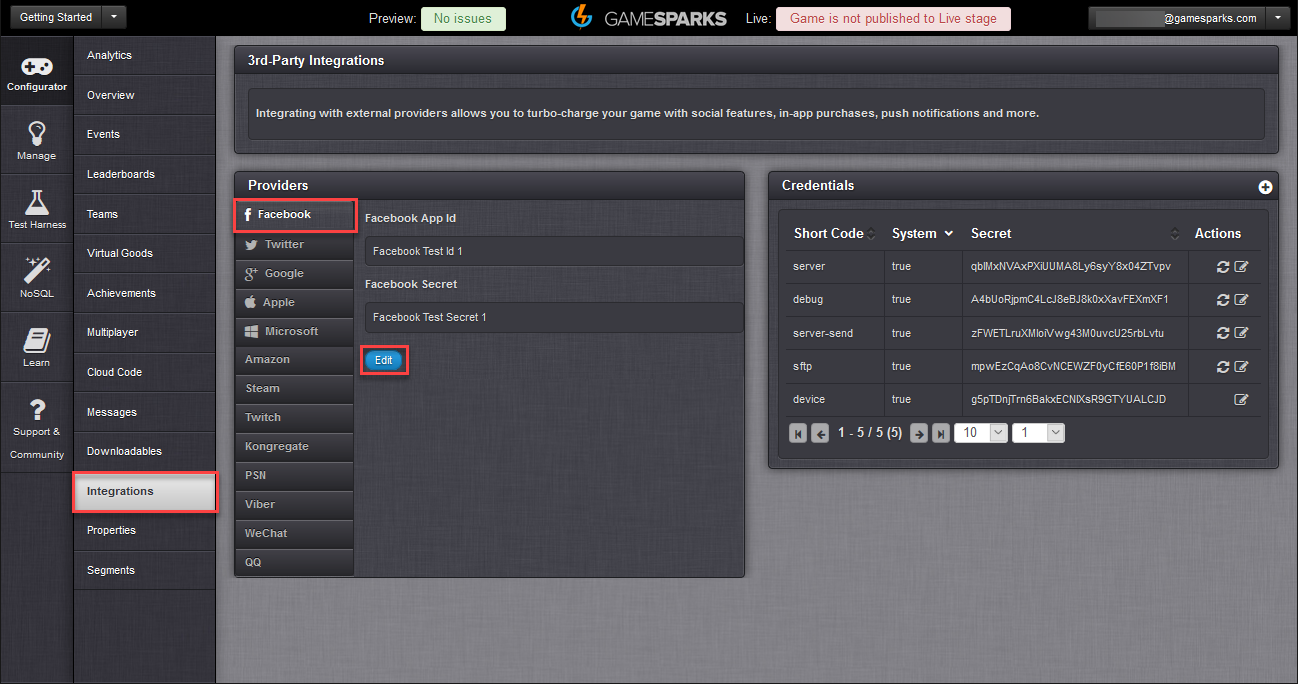 Getting Started
Preview: No issues
GAMESPARKS
Live: Game is not published to Live stage
@gamesparks.com
Configurator
Manage
Test Harness
NoSQL
Learn
Support &
Community
Analytics
Overview
Events
Leaderboards
Teams
Virtual Goods
Achievements
Multiplayer
Cloud Code
Messages
Downloadables
Integrations
Properties
Segments
3rd-Party Integrations
Integrating with external providers allows you to turbo-charge your game with social features, in-app purchases, push notifications and more.
Providers
Facebook
Twitter
Google
Apple
Microsoft
Amazon
Steam
Twitch
Kongregate
PSN
Viber
WeChat
QQ
Facebook App Id
Facebook Test Id 1
Facebook Secret
Facebook Test Secret 1
Edit
Credentials
Short Code System Secret Actions
server true
debug true
server-send true
sftp true
device true
1 - 5 / 5 (5) 10 1